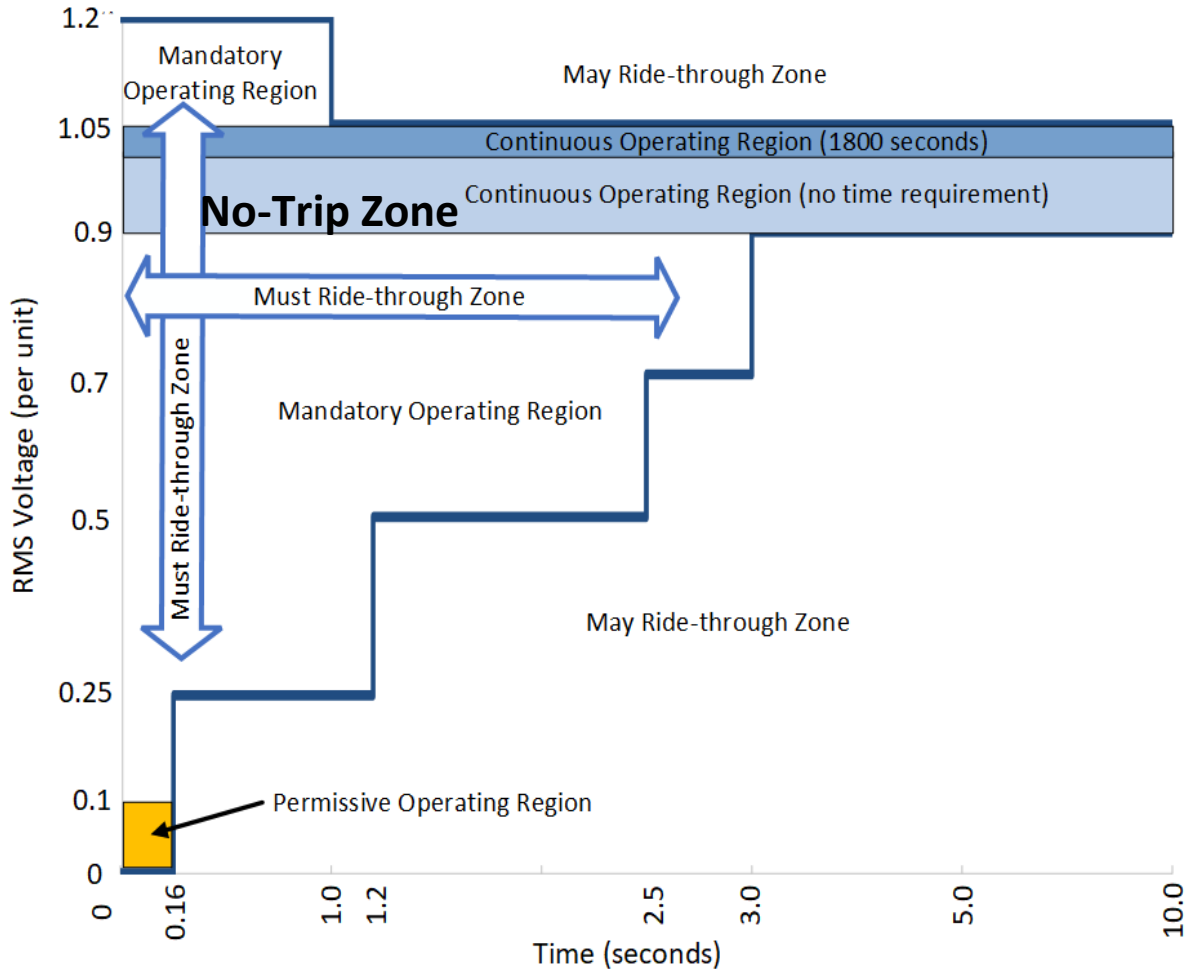 1.2
Mandatory
Operating Region
May Ride-through Zone
1.05
Continuous Operating Region (1800 seconds)
Continuous Operating Region (no time requirement)
No-Trip Zone
0.9
Must Ride-through Zone
Must Ride-through Zone
RMS Voltage (per unit)
0.7
Mandatory Operating Region
0.5
May Ride-through Zone
0.25
0.1
Permissive Operating Region
0
0
0.16
1.0
1.2
2.5
3.0
5.0
10.0
Time (seconds)